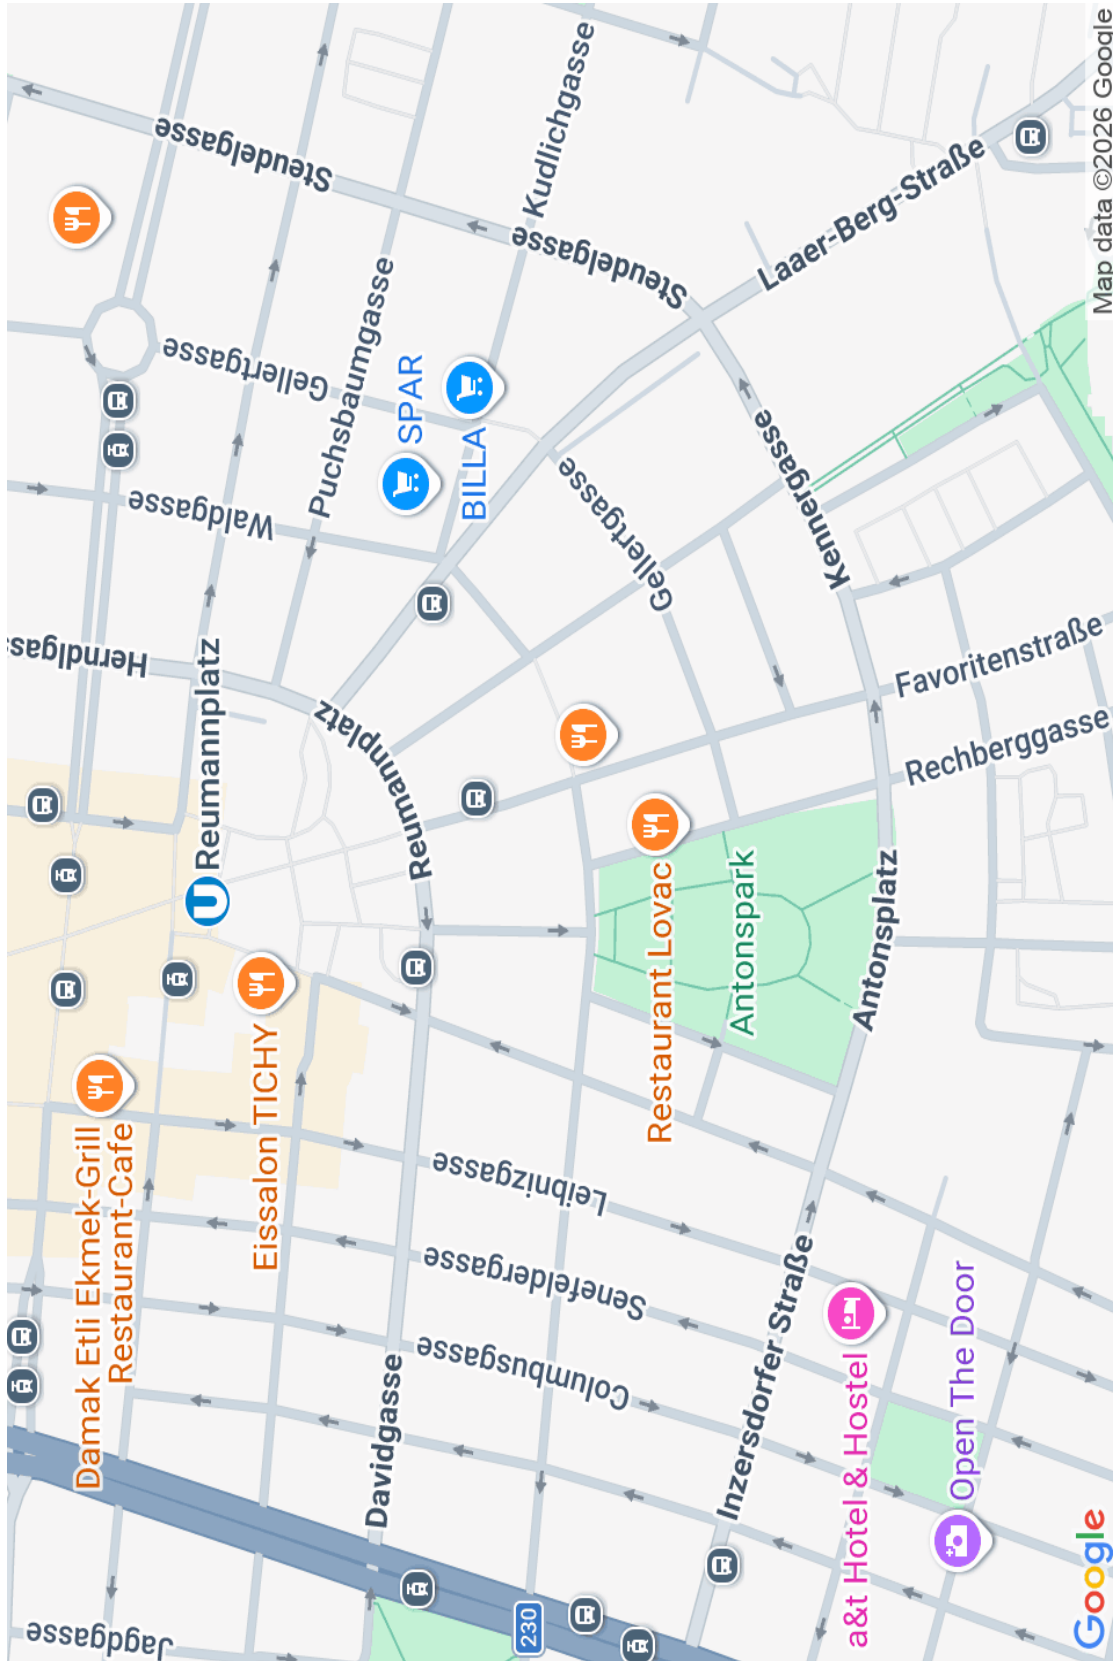 Jagdgasse
230
Damak Etli Ekmek-Grill
Restaurant-Cafe
Eissalon TICHY
Reumannplatz
Herndlgass
Waldgasse
Gellertgasse
Steudelgasse
Puchsbaumgasse
SPAR
BILLA
Kudlichgasse
Steudelgasse
Davidgasse
Columbusgasse
Senefeldergasse
Leibnizgasse
Reumannplatz
Gellertgasse
Laaer-Berg-Straße
Restaurant Lovac
Antonspark
Inzersdorfer Straße
Antonsplatz
Kennergasse
Favoritenstraße
Rechberggasse
a&t Hotel & Hostel
Open The Door
Google
Map data ©2026 Google